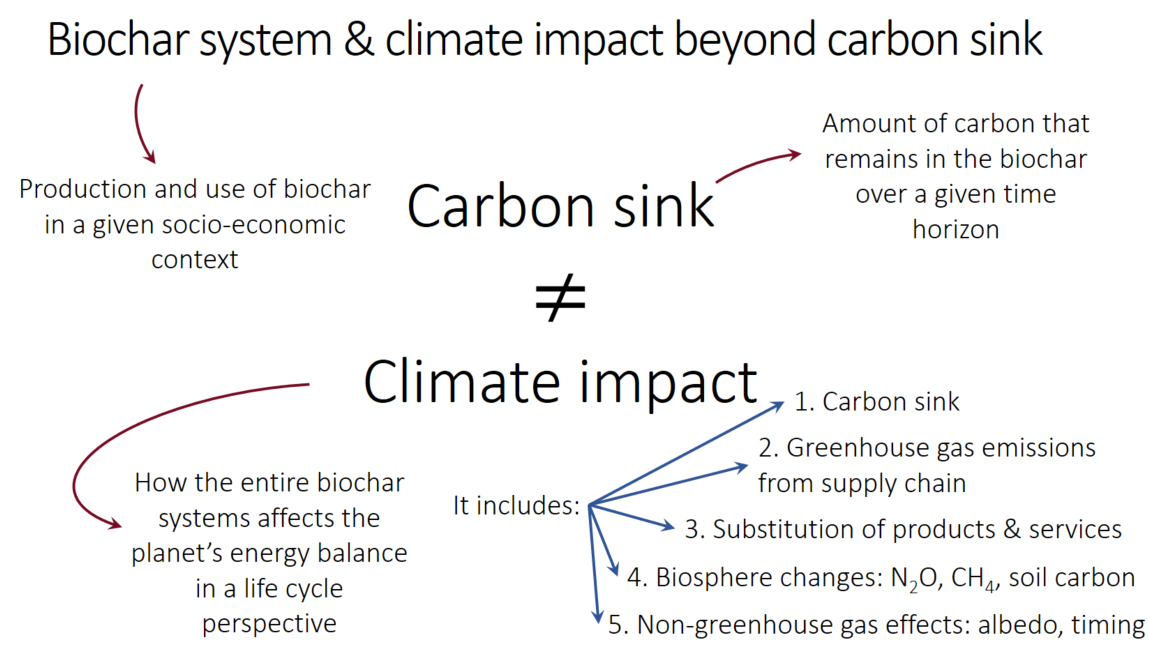 Biochar system & climate impact beyond carbon sink
Production and use of biochar
in a given socio-economic
context
Carbon sink
Amount of carbon that
remains in the biochar
over a given time
horizon
≠
Climate impact
How the entire biochar
systems affects the
planet’s energy balance
in a life cycle
perspective
It includes:
1. Carbon sink
2. Greenhouse gas emissions
from supply chain
3. Substitution of products & services
4. Biosphere changes: N₂O, CH₄, soil carbon
5. Non-greenhouse gas effects: albedo, timing